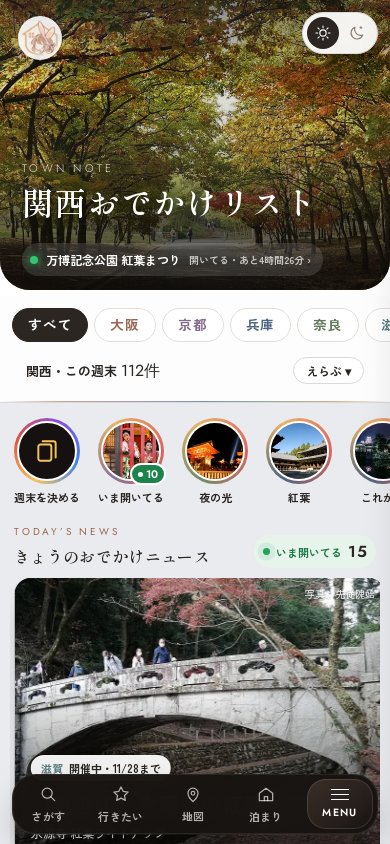 TOWN NOTE
関西おでかけリスト
万博記念公園 紅葉まつり 開いてる・あと4時間26分 ›
すべて 大阪 京都 兵庫 奈良
関西・この週末 112件 えらぶ ▾
10
週末を決める いま開いてる 夜の光 紅葉 これか
TODAY'S NEWS
きょうのおでかけニュース いま開いてる 15
滋賀 開催中・11/28まで
さがす 行きたい 地図 泊まり MENU